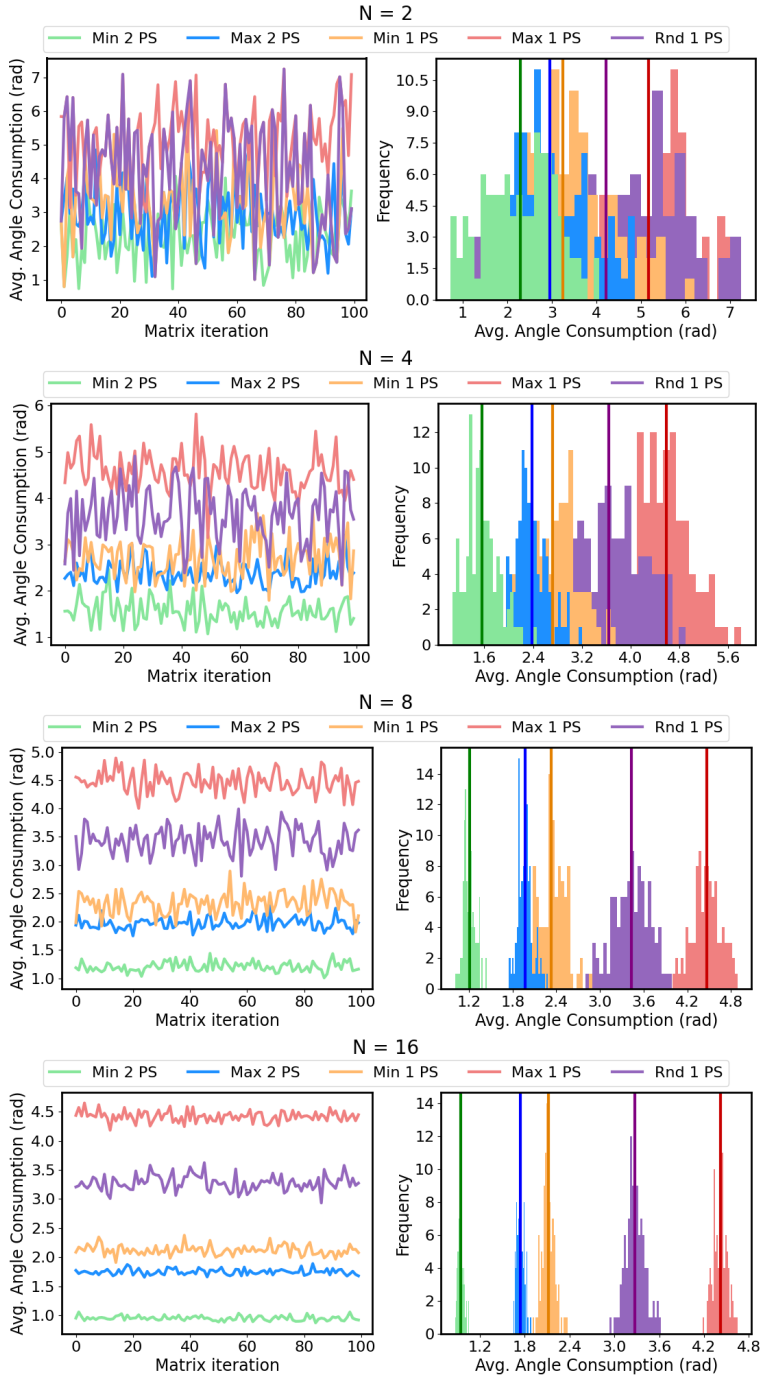 N = 2
Min 2 PS Max 2 PS Min 1 PS Max 1 PS Rnd 1 PS
Avg. Angle Consumption (rad)
7
6
5
4
3
2
1
0 20 40 60 80 100
Matrix iteration
Frequency
10.5
9.0
7.5
6.0
4.5
3.0
1.5
0.0
1 2 3 4 5 6 7
Avg. Angle Consumption (rad)
N = 4
Min 2 PS Max 2 PS Min 1 PS Max 1 PS Rnd 1 PS
Avg. Angle Consumption (rad)
6
5
4
3
2
1
0 20 40 60 80 100
Matrix iteration
Frequency
12
10
8
6
4
2
0
1.6 2.4 3.2 4.0 4.8 5.6
Avg. Angle Consumption (rad)
N = 8
Min 2 PS Max 2 PS Min 1 PS Max 1 PS Rnd 1 PS
Avg. Angle Consumption (rad)
5.0
4.5
4.0
3.5
3.0
2.5
2.0
1.5
1.0
0 20 40 60 80 100
Matrix iteration
Frequency
14
12
10
8
6
4
2
0
1.2 1.8 2.4 3.0 3.6 4.2 4.8
Avg. Angle Consumption (rad)
N = 16
Min 2 PS Max 2 PS Min 1 PS Max 1 PS Rnd 1 PS
Avg. Angle Consumption (rad)
4.5
4.0
3.5
3.0
2.5
2.0
1.5
1.0
0 20 40 60 80 100
Matrix iteration
Frequency
14
12
10
8
6
4
2
0
1.2 1.8 2.4 3.0 3.6 4.2 4.8
Avg. Angle Consumption (rad)